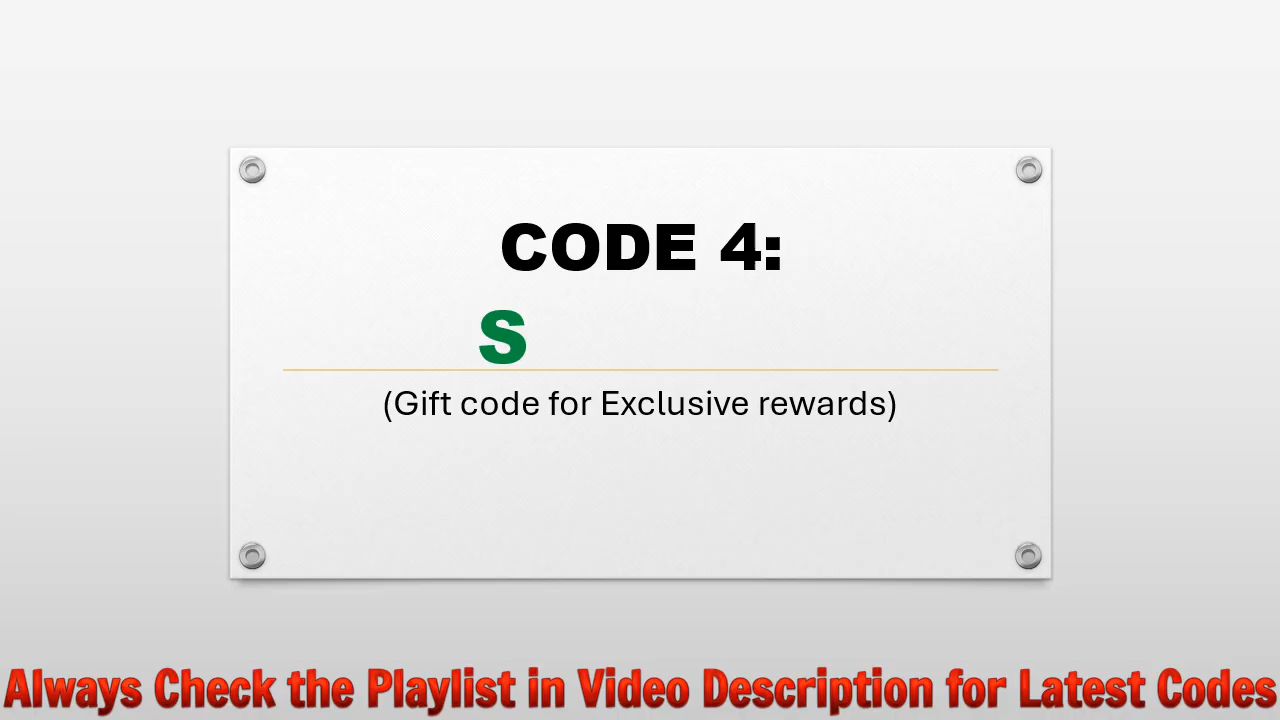 CODE 4:
S
(Gift code for Exclusive rewards)
Always Check the Playlist in Video Description for Latest Codes